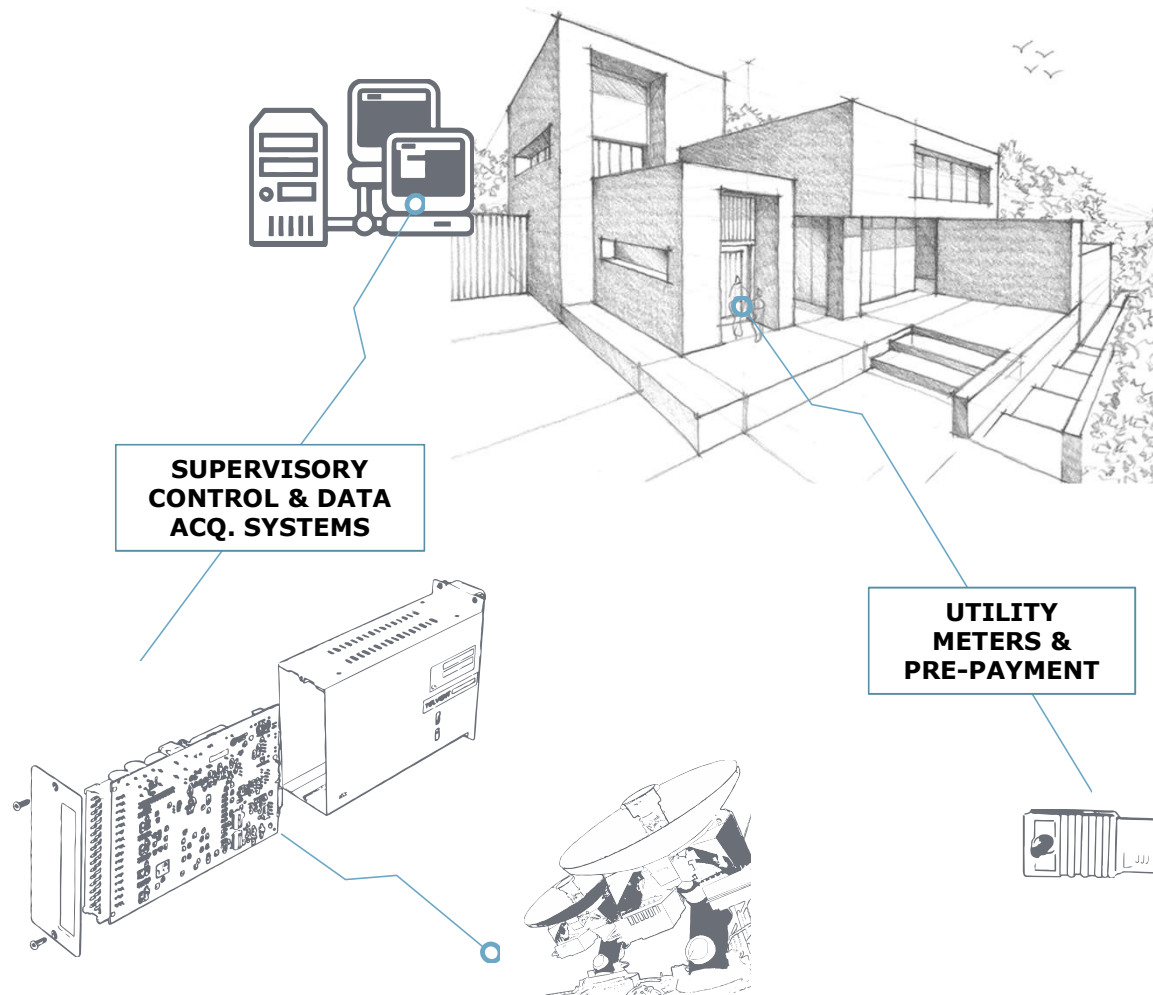 SUPERVISORY
CONTROL & DATA
ACQ. SYSTEMS
UTILITY
METERS &
PRE-PAYMENT